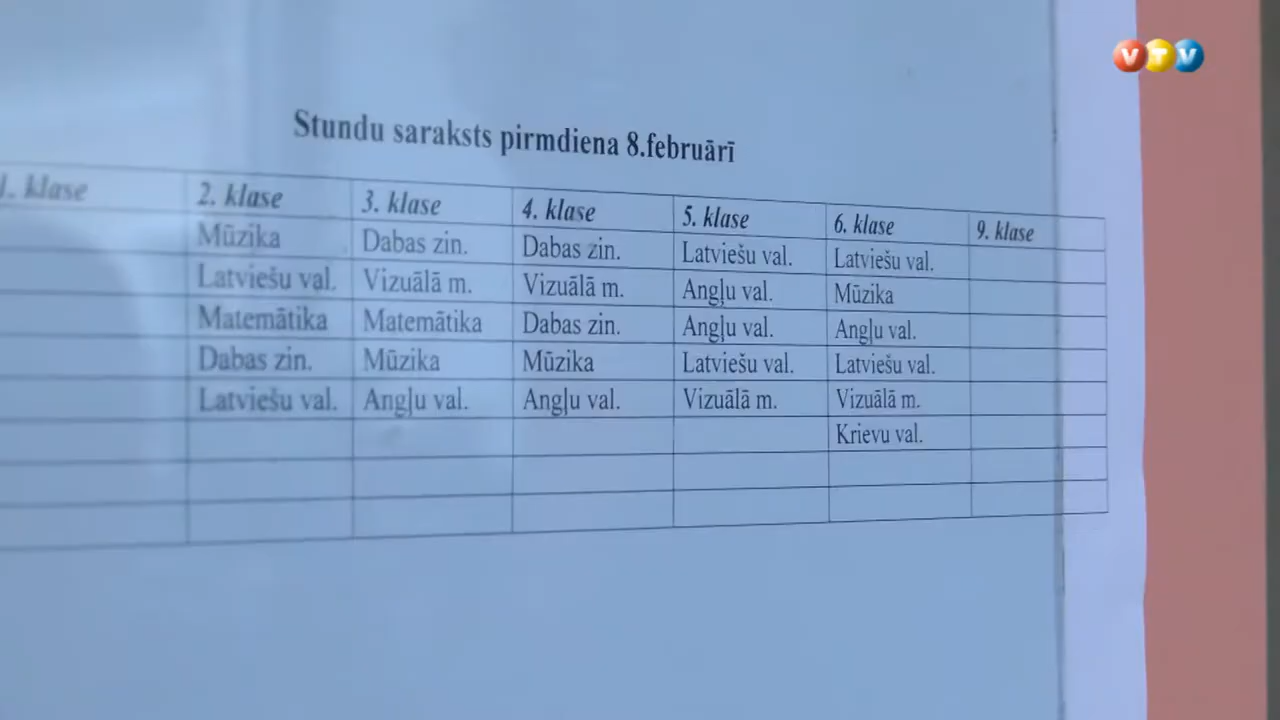 VTV
Stundu saraksts pirmdiena 8.februārī
1. klase 2. klase 3. klase 4. klase 5. klase 6. klase 9. klase
Mūzika Dabas zin. Dabas zin. Latviešu val. Latviešu val.
Latviešu val. Vizuālā m. Vizuālā m. Angļu val. Mūzika
Matemātika Matemātika Dabas zin. Angļu val. Angļu val.
Dabas zin. Mūzika Mūzika Latviešu val. Latviešu val.
Latviešu val. Angļu val. Angļu val. Vizuālā m. Vizuālā m.
Krievu val.